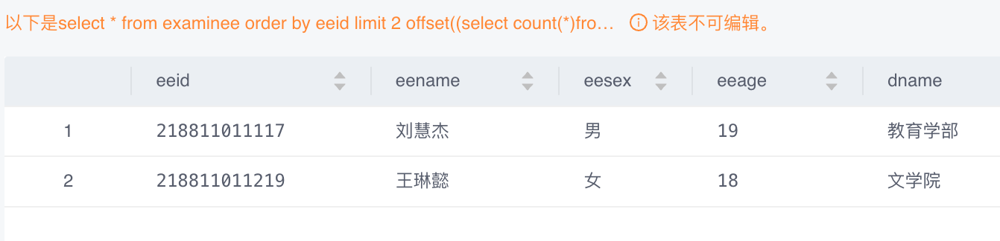 以下是select * from examinee order by eeid limit 2 offset((select count(*)fro... 该表不可编辑。
eeid eename eesex eeage dname
1 218811011117 刘慧杰 男 19 教育学部
2 218811011219 王琳懿 女 18 文学院